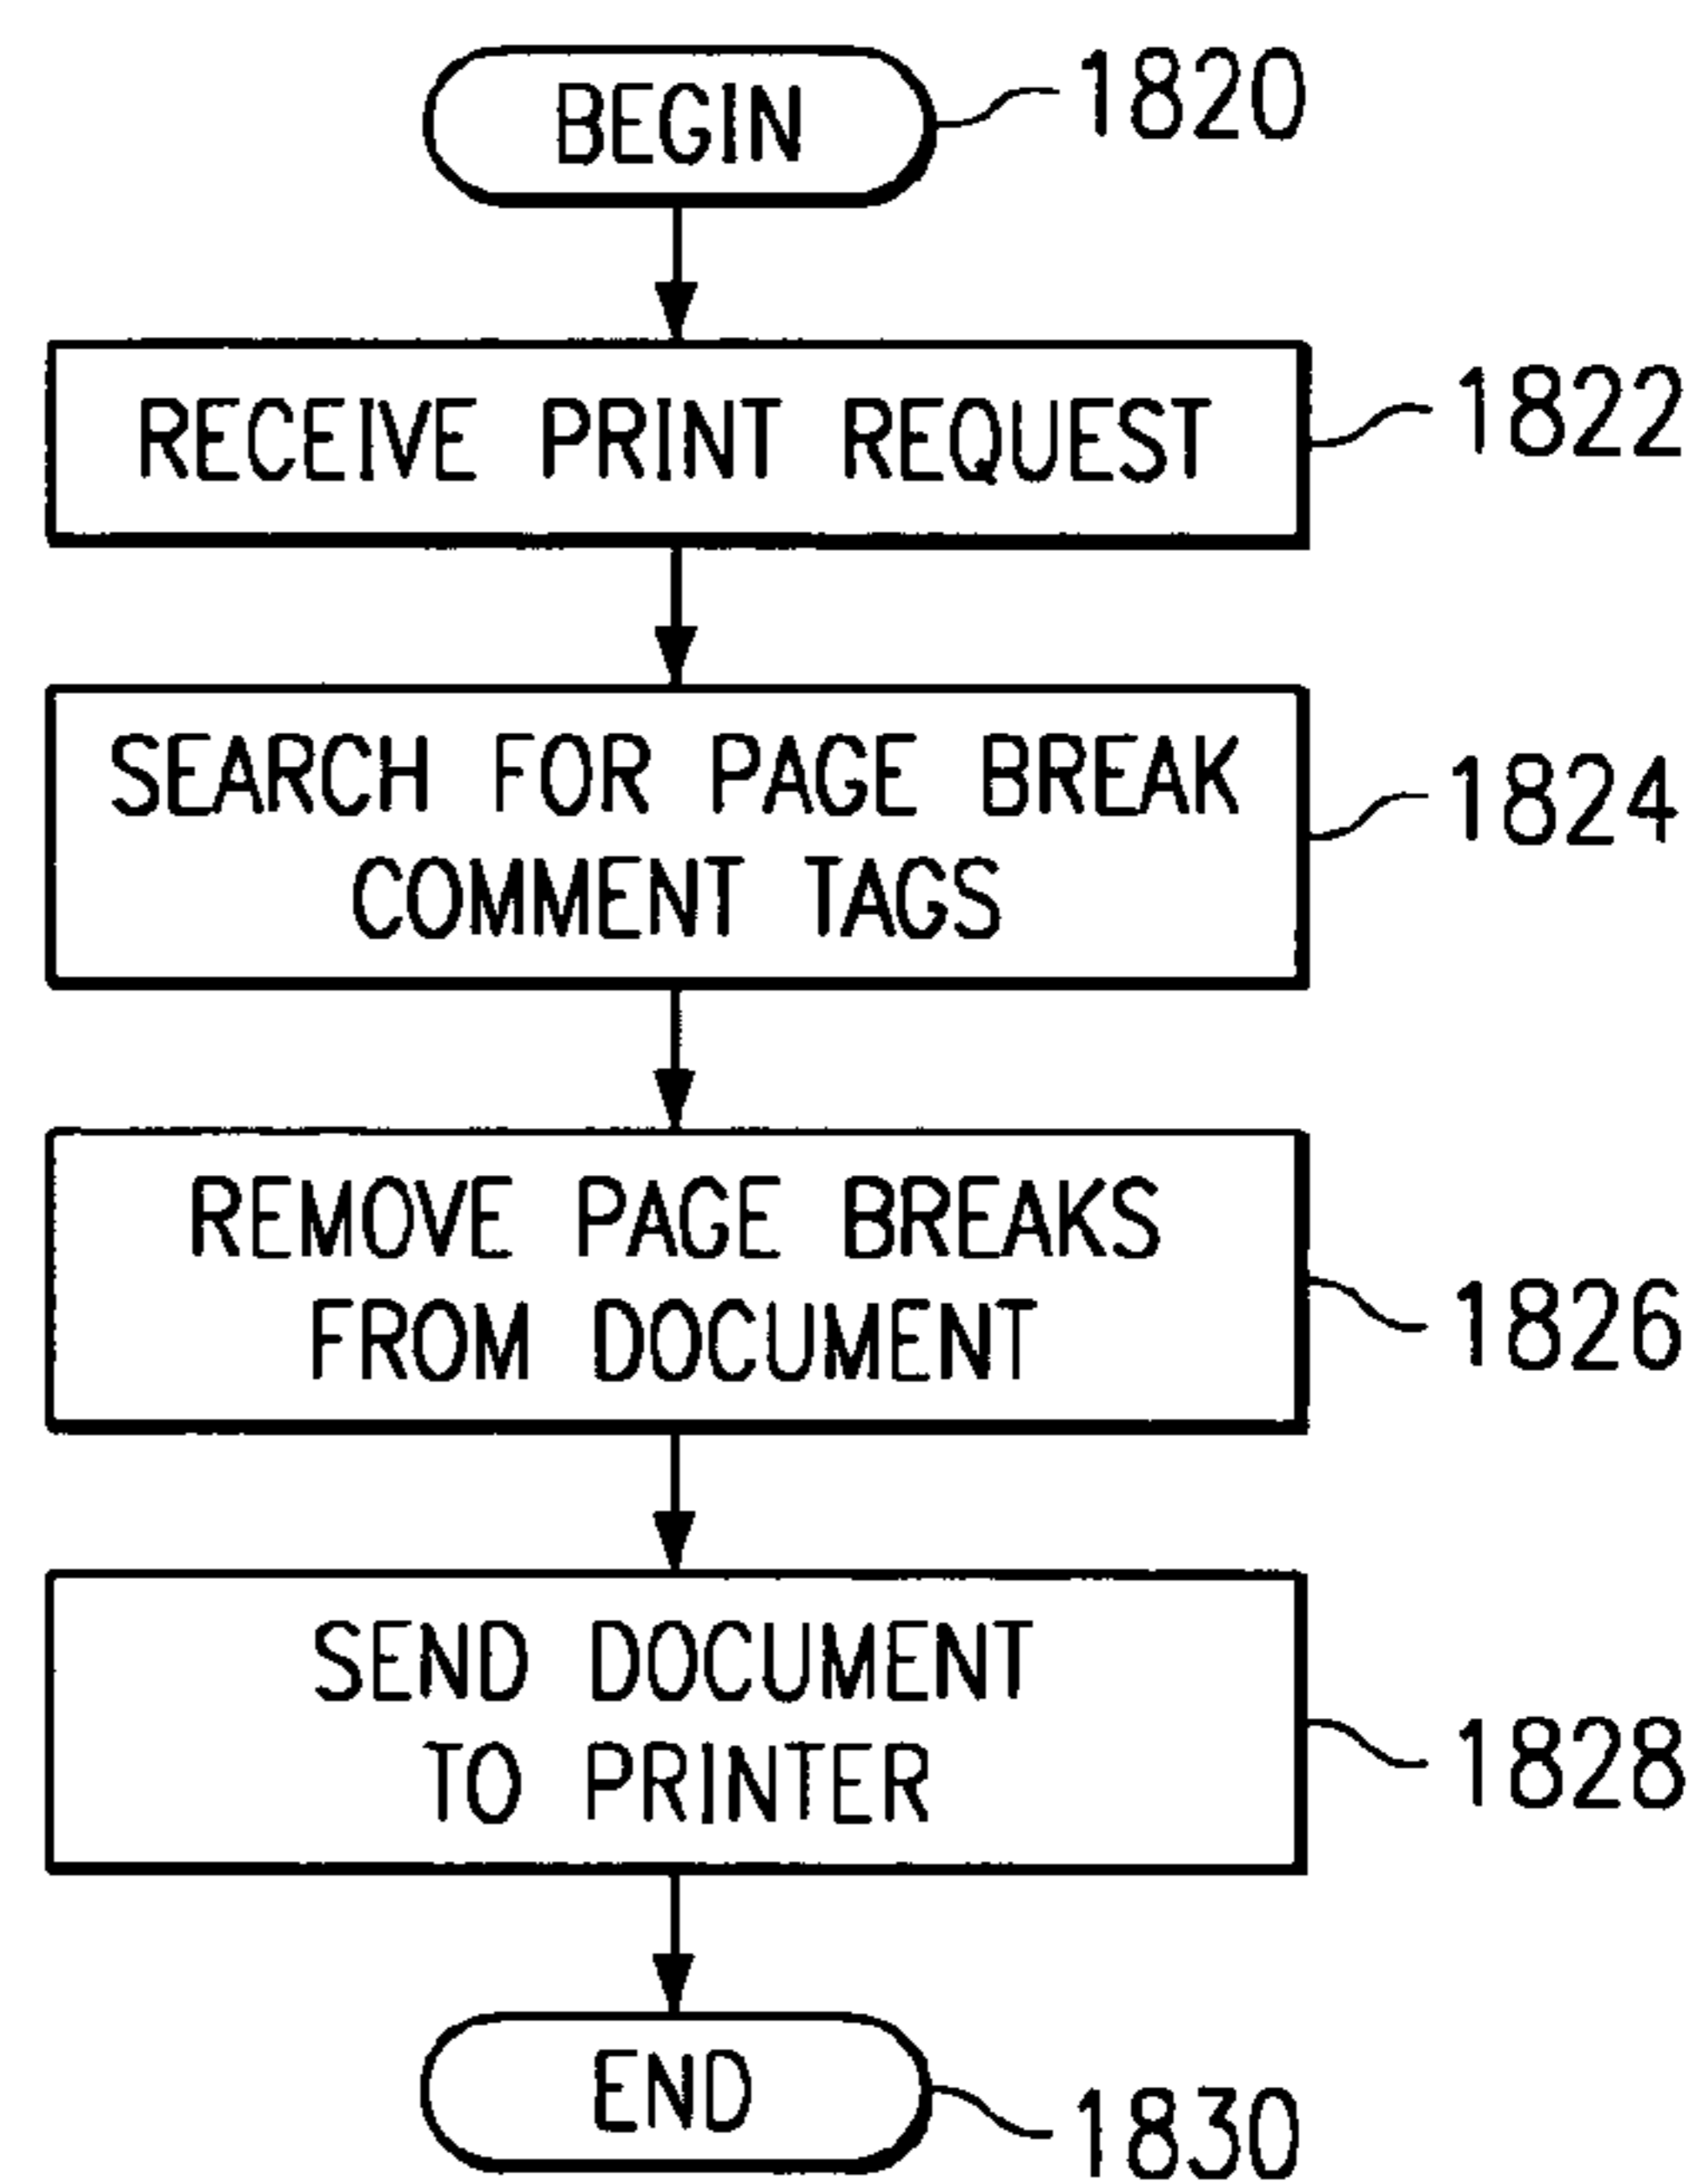 BEGIN 1820
RECEIVE PRINT REQUEST 1822
SEARCH FOR PAGE BREAK
COMMENT TAGS
1824
REMOVE PAGE BREAKS
FROM DOCUMENT
1826
SEND DOCUMENT
TO PRINTER
1828
END 1830